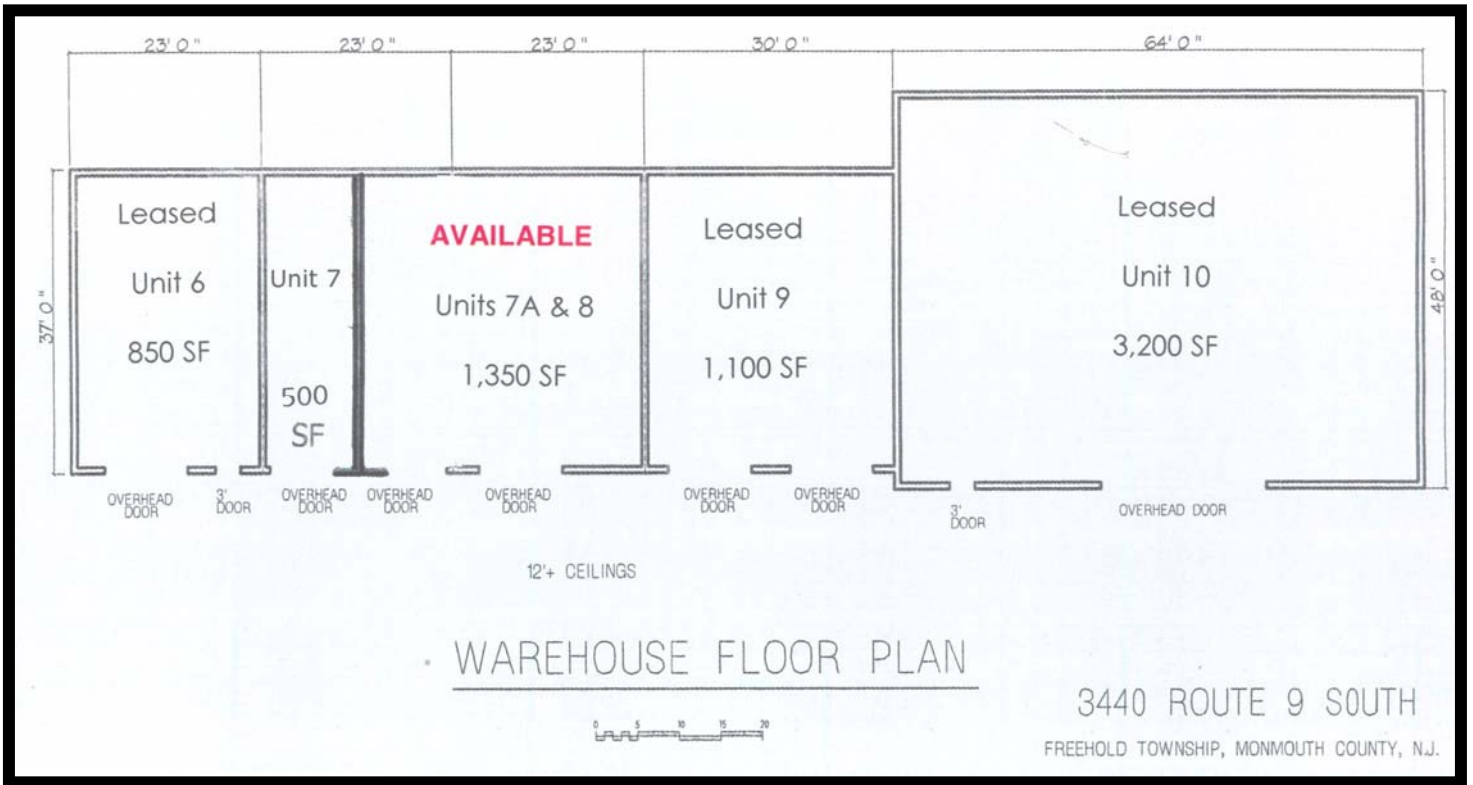 23' 0"
23' 0"
23' 0"
30' 0"
64' 0"
37' 0"
Leased
Unit 6
850 SF
Unit 7
500
SF
AVAILABLE
Units 7A & 8
1,350 SF
Leased
Unit 9
1,100 SF
Leased
Unit 10
3,200 SF
48' 0"
OVERHEAD
DOOR
3'
DOOR
OVERHEAD
DOOR
OVERHEAD
DOOR
OVERHEAD
DOOR
OVERHEAD
DOOR
OVERHEAD
DOOR
3'
DOOR
OVERHEAD DOOR
12'+ CEILINGS
WAREHOUSE FLOOR PLAN
0 5 10 15 20
3440 ROUTE 9 SOUTH
FREEHOLD TOWNSHIP, MONMOUTH COUNTY, N.J.